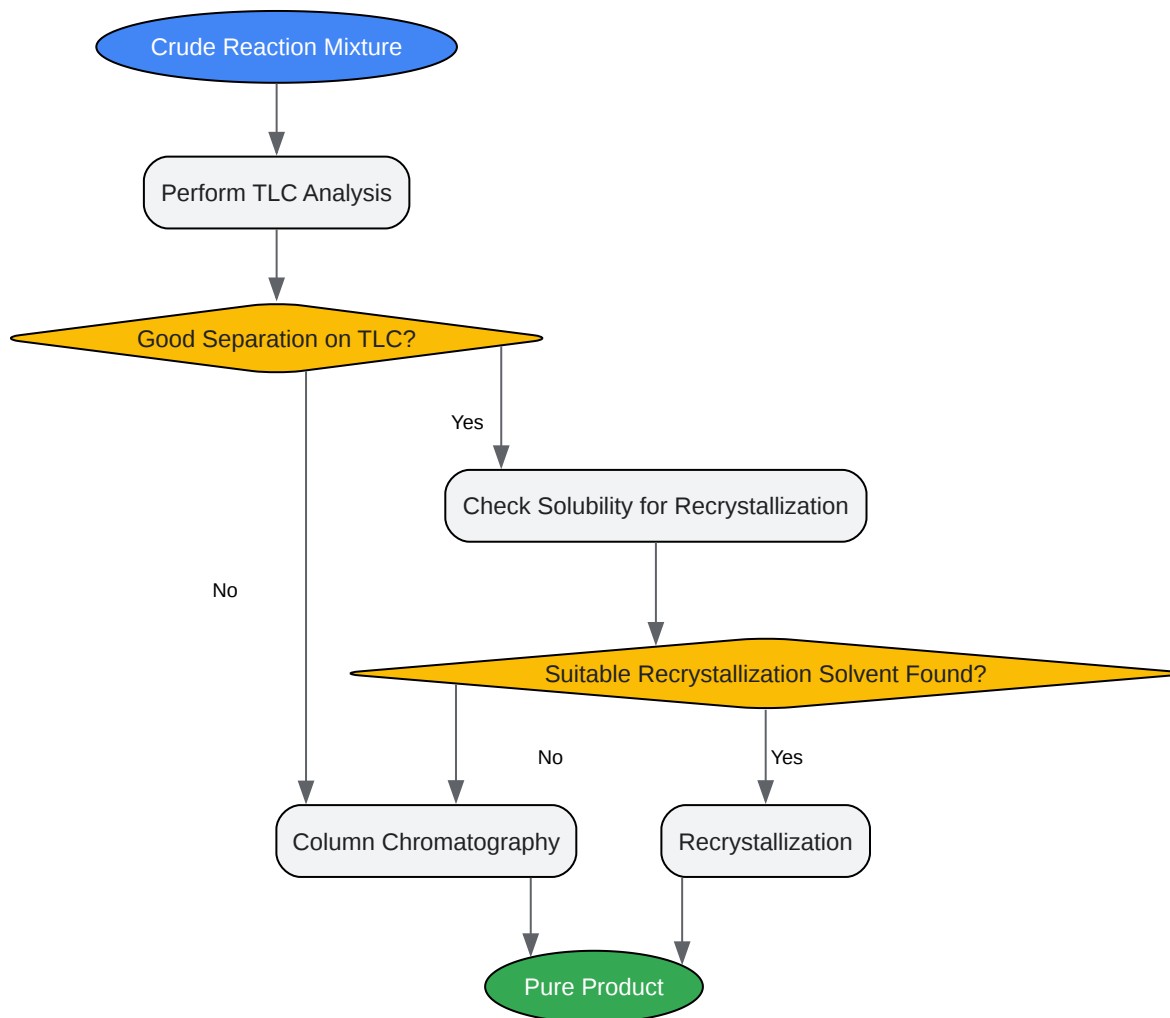 Crude Reaction Mixture
Perform TLC Analysis
Good Separation on TLC?
Yes
Check Solubility for Recrystallization
No
Suitable Recrystallization Solvent Found?
No
Yes
Column Chromatography
Recrystallization
Pure Product